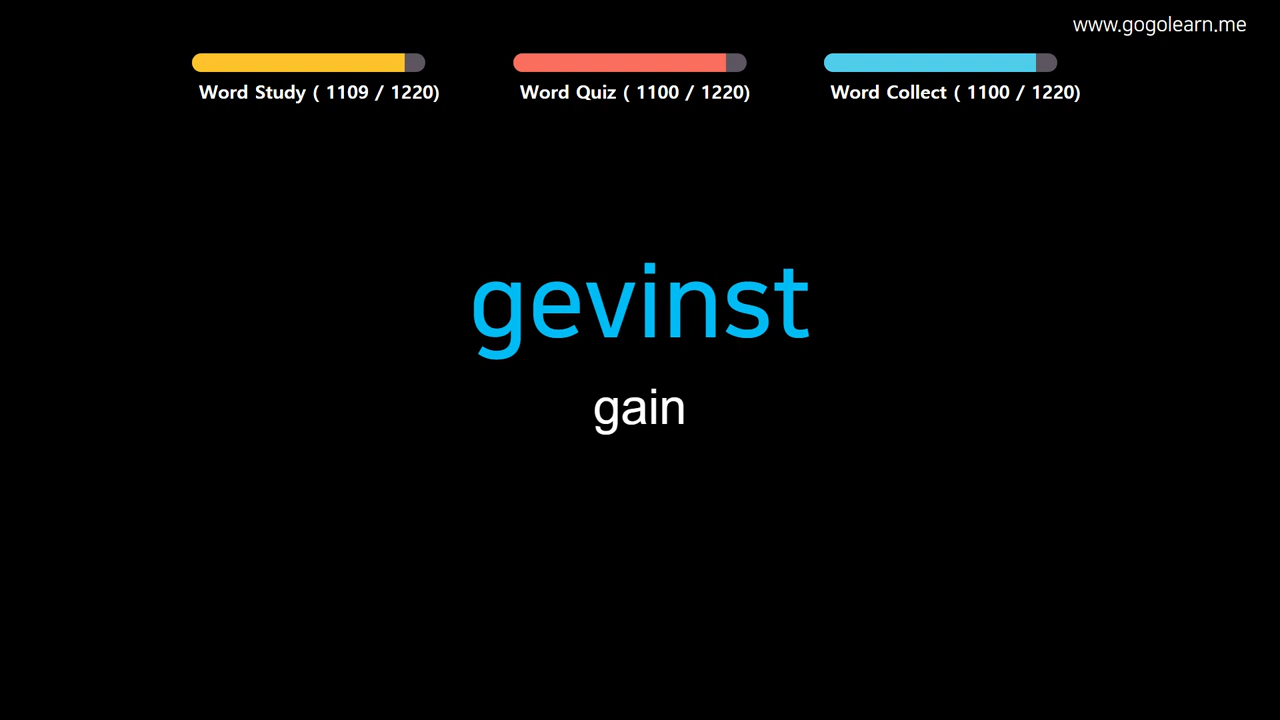 www.gogolearn.me
Word Study ( 1109 / 1220)
Word Quiz ( 1100 / 1220)
Word Collect ( 1100 / 1220)
gevinst
gain